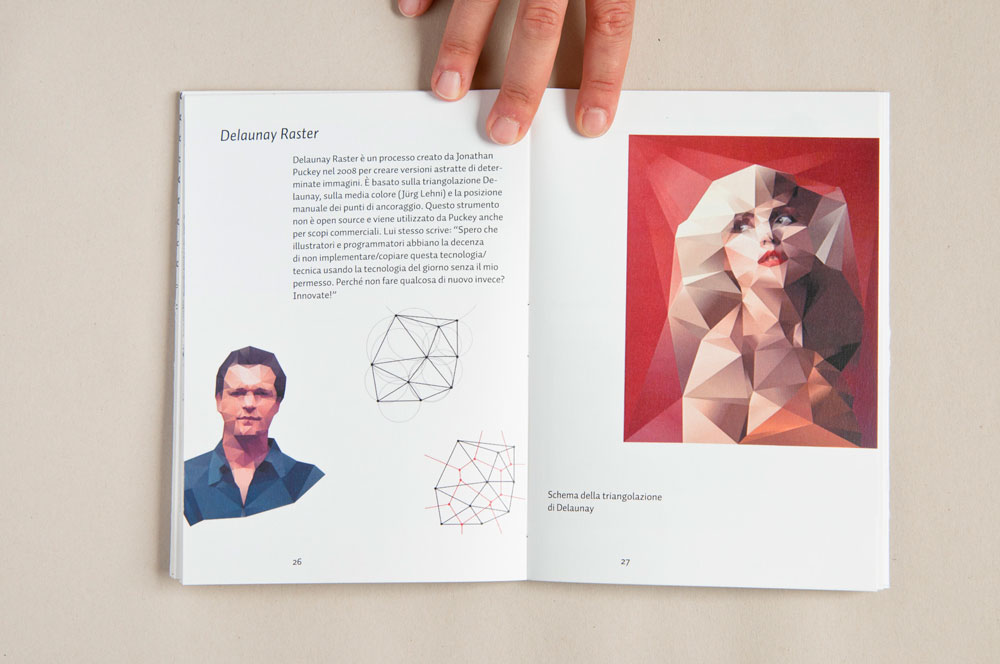 Delaunay Raster
Delaunay Raster è un processo creato da Jonathan
Puckey nel 2008 per creare versioni astratte di deter-
minate immagini. È basato sulla triangolazione De-
launay, sulla media colore (Jürg Lehni) e la posizione
manuale dei punti di ancoraggio. Questo strumento
non è open source e viene utilizzato da Puckey anche
per scopi commerciali. Lui stesso scrive: “Spero che
illustratori e programmatori abbiano la decenza
di non implementare/copiare questa tecnologia/
tecnica usando la tecnologia del giorno senza il mio
permesso. Perché non fare qualcosa di nuovo invece?
Innovate!”
26
Schema della triangolazione
di Delaunay
27